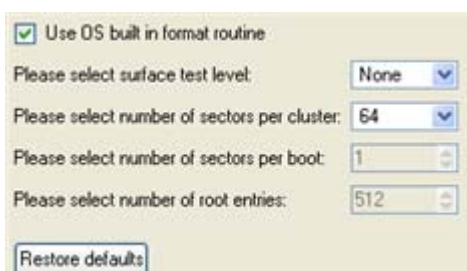 Use OS built in format routine
Please select surface test level: None
Please select number of sectors per cluster: 64
Please select number of sectors per boot: 1
Please select number of root entries: 512
Restore defaults